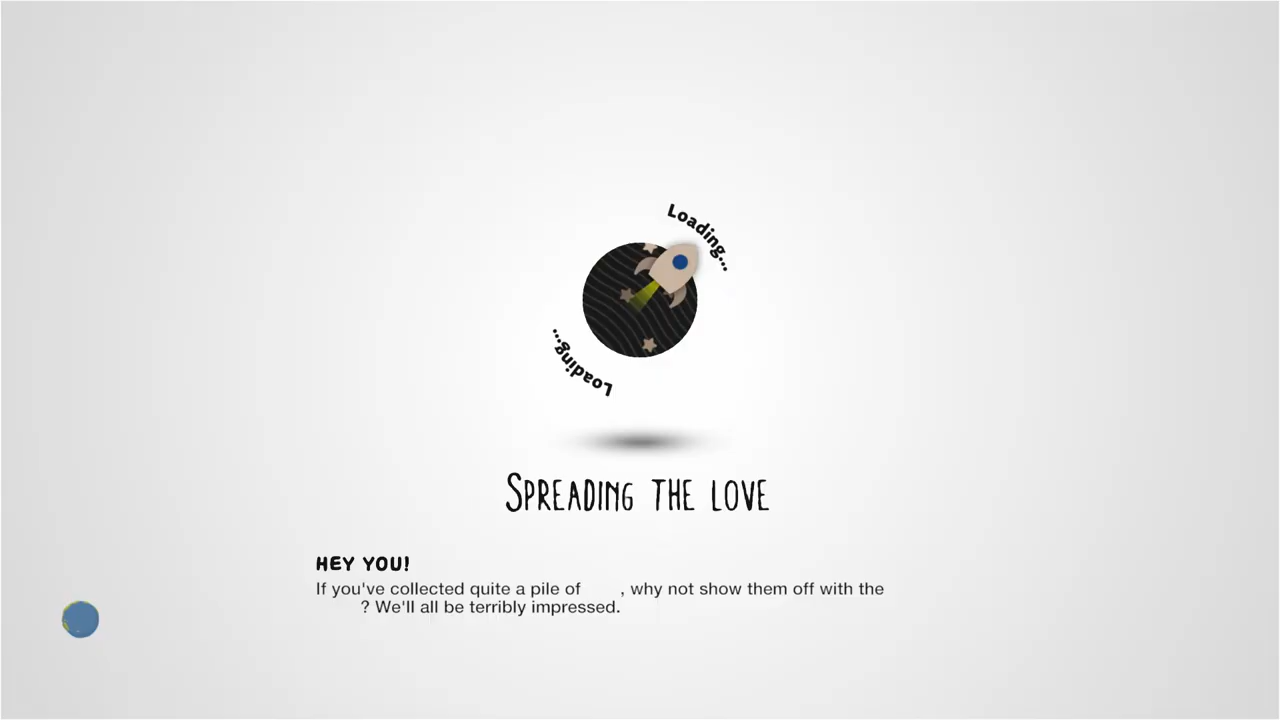 Loading...
Loading...
SPREADING THE LOVE
HEY YOU!
If you've collected quite a pile of , why not show them off with the
? We'll all be terribly impressed.